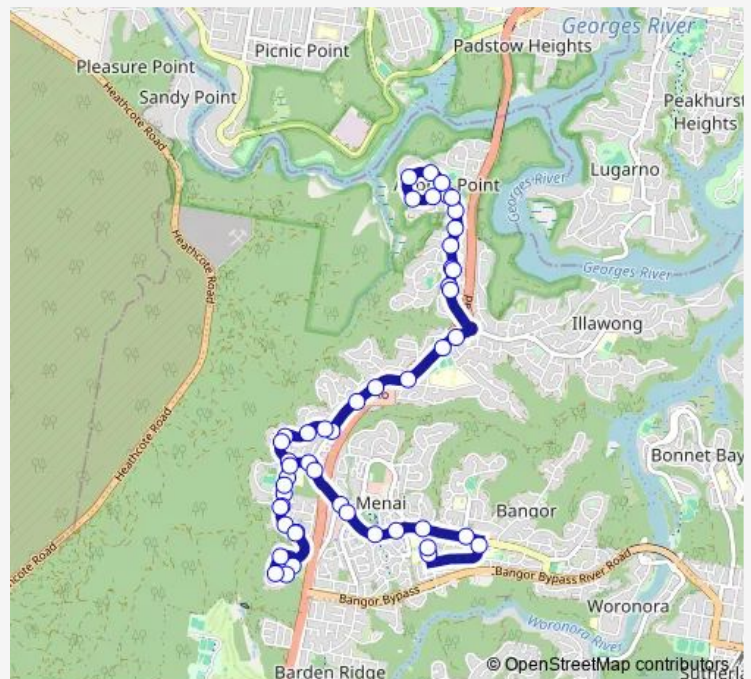 Georges River
Picnic Point
Padstow Heights
Pleasure Point
Sandy Point
Heathcote Road
Peakhurst
Heights
Lugarno
Point
Georges River
Heathcote Road
Georges River
Illawong
Heathcote Road
Bonnet Bay
Menai
Bangor
Bangor Bypass River Road
Bangor Bypass
Woronora
Woronora River
© OpenStreetMap contributors
Barden Ridge